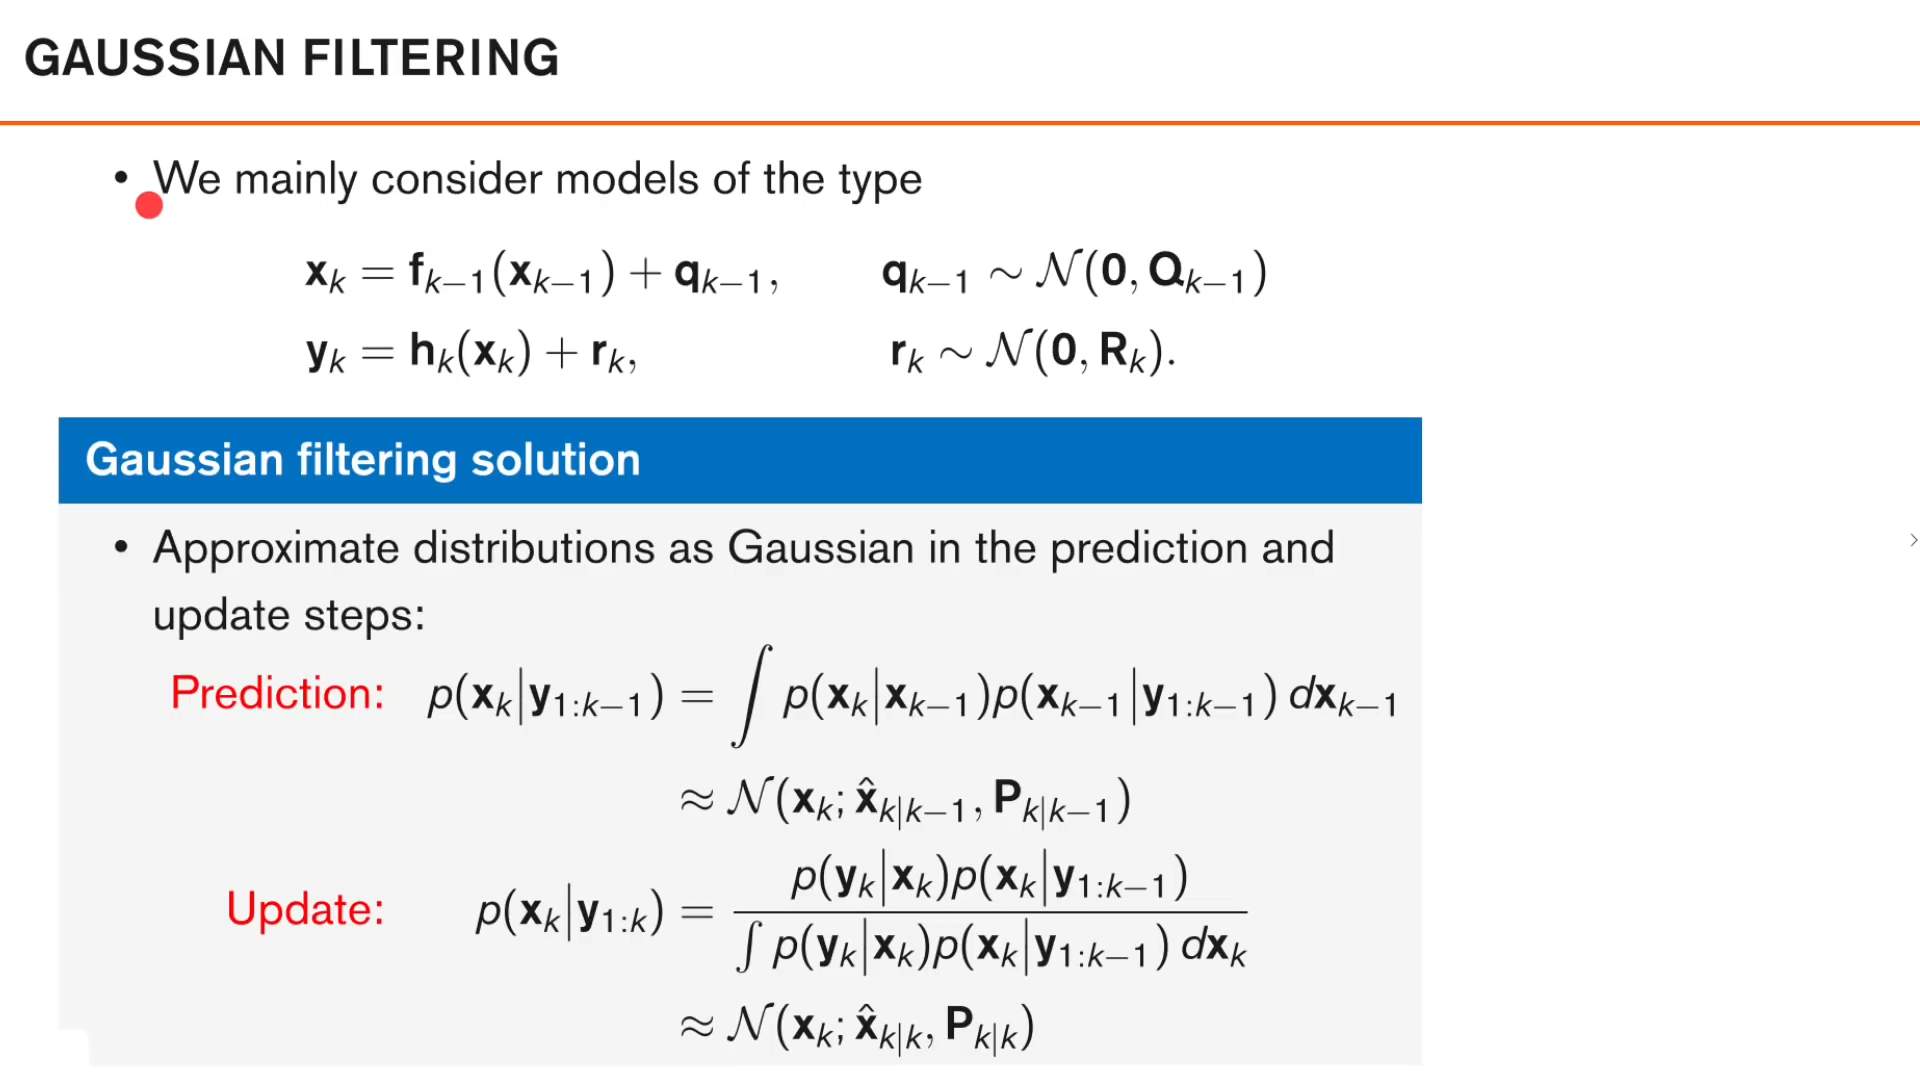 GAUSSIAN FILTERING
• We mainly consider models of the type
𝐱ₖ = 𝐟ₖ₋₁(𝐱ₖ₋₁) + 𝐪ₖ₋₁, 𝐪ₖ₋₁ ∼ 𝒩(𝟎, 𝐐ₖ₋₁)
𝐲ₖ = 𝐡ₖ(𝐱ₖ) + 𝐫ₖ, 𝐫ₖ ∼ 𝒩(𝟎, 𝐑ₖ).
Gaussian filtering solution
• Approximate distributions as Gaussian in the prediction and
update steps:
Prediction: p(𝐱ₖ|𝐲₁:ₖ₋₁) = ∫ p(𝐱ₖ|𝐱ₖ₋₁)p(𝐱ₖ₋₁|𝐲₁:ₖ₋₁) d𝐱ₖ₋₁
≈ 𝒩(𝐱ₖ; 𝐱̂ₖ|ₖ₋₁, 𝐏ₖ|ₖ₋₁)
Update: p(𝐱ₖ|𝐲₁:ₖ) = p(𝐲ₖ|𝐱ₖ)p(𝐱ₖ|𝐲₁:ₖ₋₁) / ∫ p(𝐲ₖ|𝐱ₖ)p(𝐱ₖ|𝐲₁:ₖ₋₁) d𝐱ₖ
≈ 𝒩(𝐱ₖ; 𝐱̂ₖ|ₖ, 𝐏ₖ|ₖ)